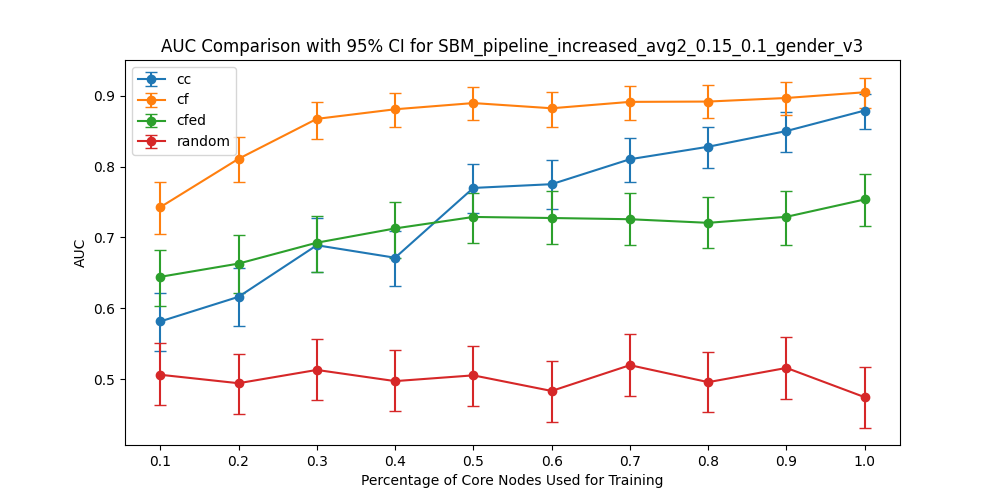 AUC Comparison with 95% CI for SBM_pipeline_increased_avg2_0.15_0.1_gender_v3
cc
cf
cfed
random
AUC
0.9
0.8
0.7
0.6
0.5
0.1 0.2 0.3 0.4 0.5 0.6 0.7 0.8 0.9 1.0
Percentage of Core Nodes Used for Training